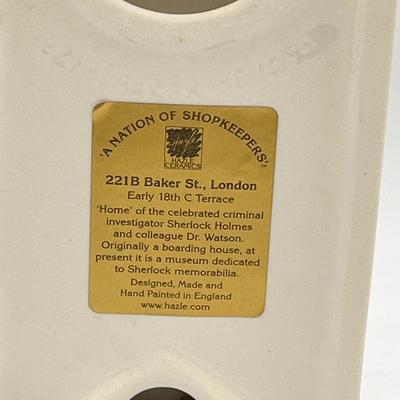 'A NATION OF SHOPKEEPERS'™
Hazle
HAZLE
CERAMICS
221B Baker St., London
Early 18th C Terrace
'Home' of the celebrated criminal
investigator Sherlock Holmes
and colleague Dr. Watson.
Originally a boarding house, at
present it is a museum dedicated
to Sherlock memorabilia.
Designed, Made and
Hand Painted in England
www.hazle.com